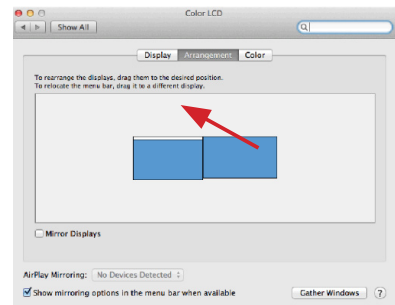 Color LCD
Show All
Display Arrangement Color
To rearrange the displays, drag them to the desired position.
To relocate the menu bar, drag it to a different display.
Mirror Displays
AirPlay Mirroring: No Devices Detected
Show mirroring options in the menu bar when available
Gather Windows ?